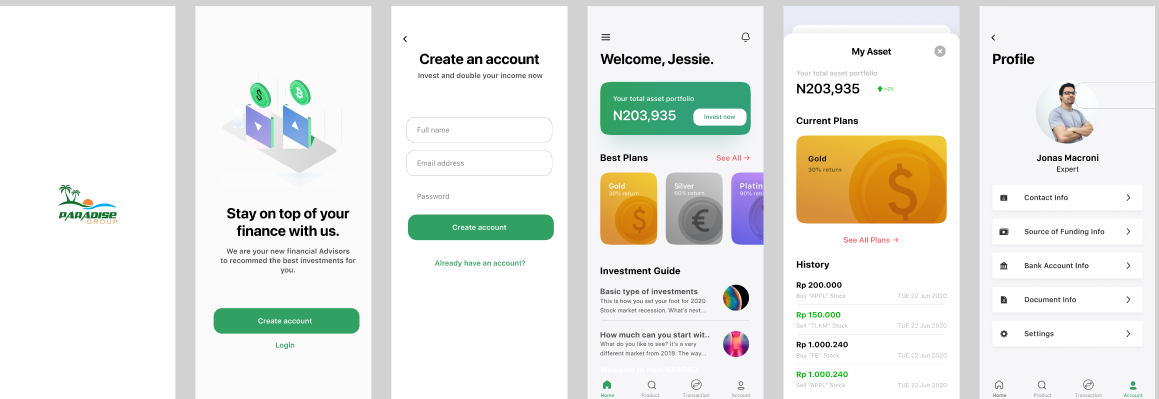 PARADISE
GROUP
Stay on top of your
finance with us.
We are your new financial Advisors
to recommed the best investments for
you.
Create account
Login
Create an account
Invest and double your income now
Full name
Email address
Password
Create account
Already have an account?
Welcome, Jessie.
Your total asset portfolio
N203,935
Invest now
Best Plans
See All →
Gold
30% return
Silver
60% return
Platin
90% return
Investment Guide
Basic type of investments
This is how you set your foot for 2020
Stock market recession. What's next...
How much can you start wit..
What do you like to see? It's a very
different market from 2018. The way...
Home
Product
Transaction
Account
My Asset
Your total asset portfolio
N203,935
Current Plans
Gold
30% return
See All Plans →
History
Rp 200.000
Buy "APPL" Stock
TUE 22 Jun 2020
Rp 150.000
Sell "TLKM" Stock
TUE 22 Jun 2020
Rp 1.000.240
Buy "FB" Stock
TUE 22 Jun 2020
Rp 1.000.240
Sell "APPL" Stock
TUE 22 Jun 2020
Profile
Jonas Macroni
Expert
Contact Info
Source of Funding Info
Bank Account Info
Document Info
Settings
Home
Product
Transaction
Account